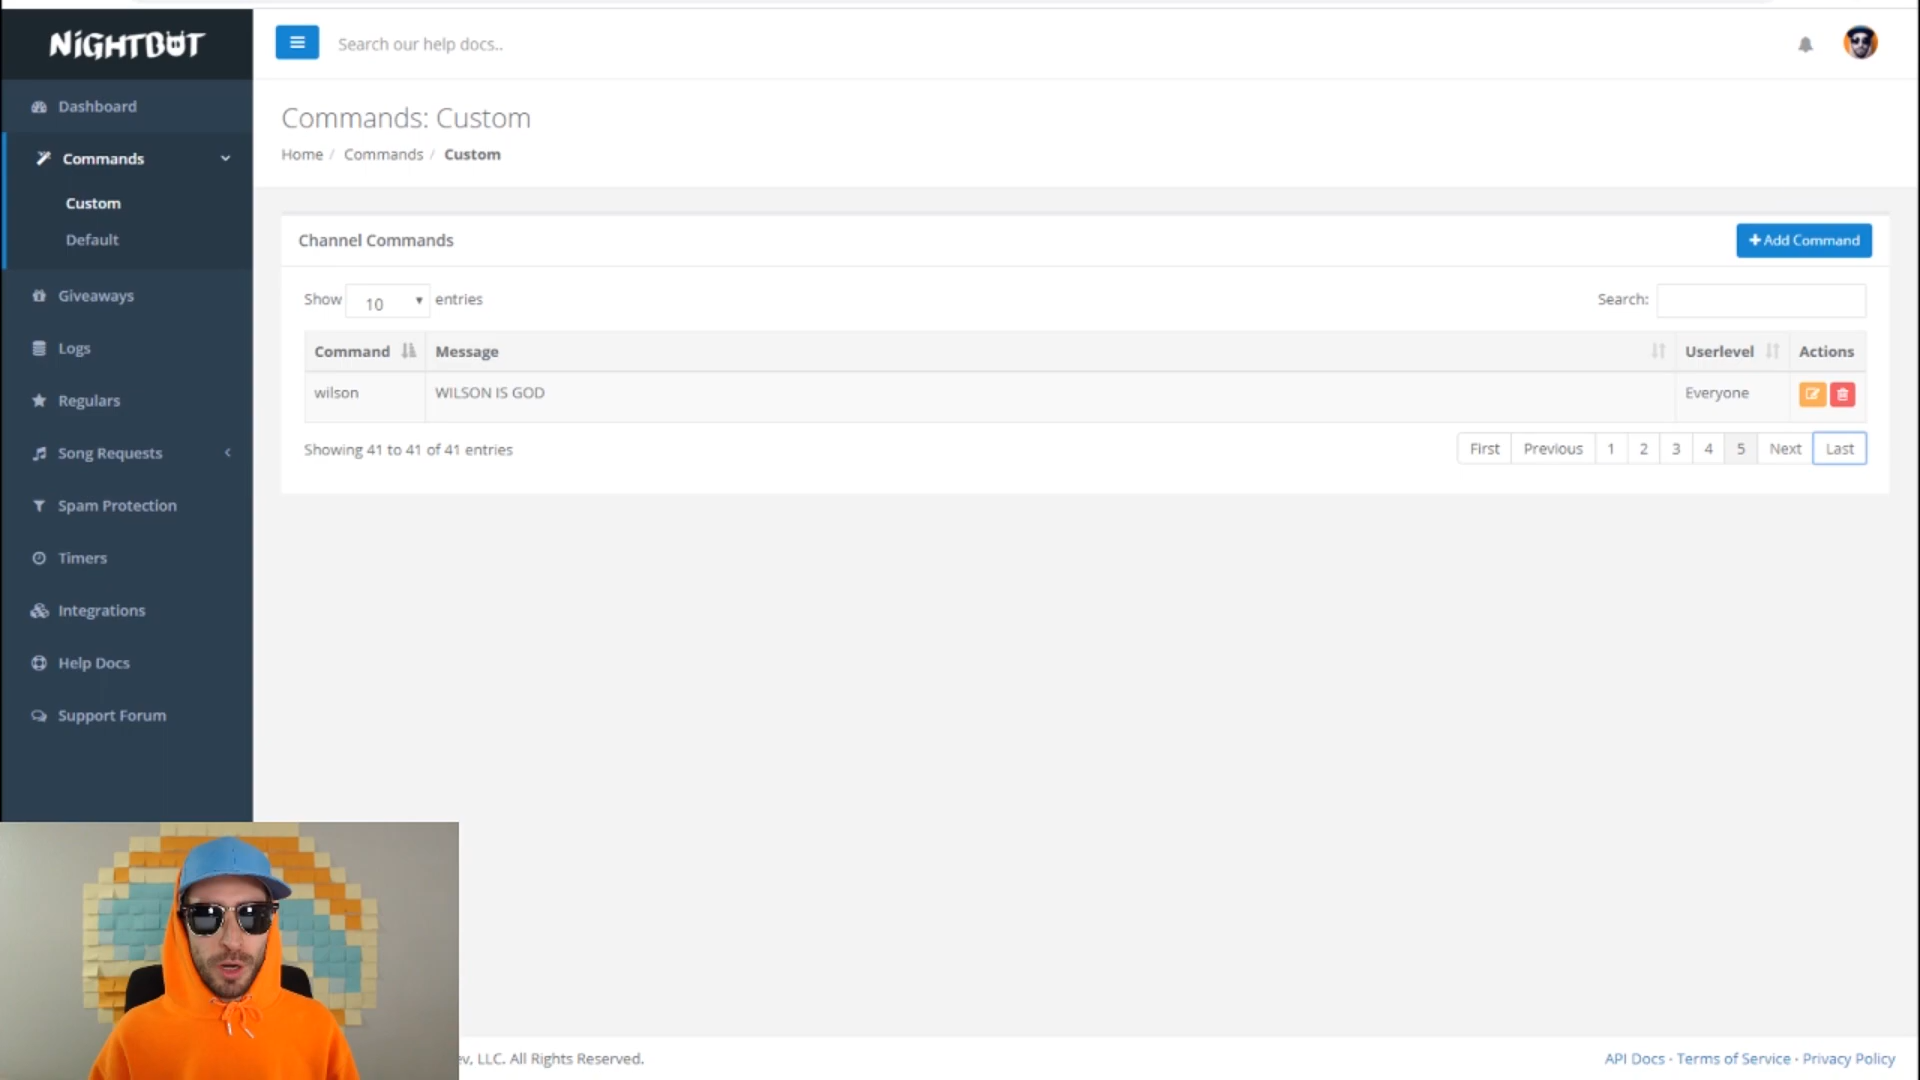 NIGHTBOT
Search our help docs..
Dashboard
Commands
Custom
Default
Giveaways
Logs
Regulars
Song Requests
Spam Protection
Timers
Integrations
Help Docs
Support Forum
Commands: Custom
Home / Commands / Custom
Channel Commands
+ Add Command
Show 10 entries
Search:
Command Message Userlevel Actions
wilson WILSON IS GOD Everyone
Showing 41 to 41 of 41 entries
First Previous 1 2 3 4 5 Next Last
LLC. All Rights Reserved.
API Docs · Terms of Service · Privacy Policy